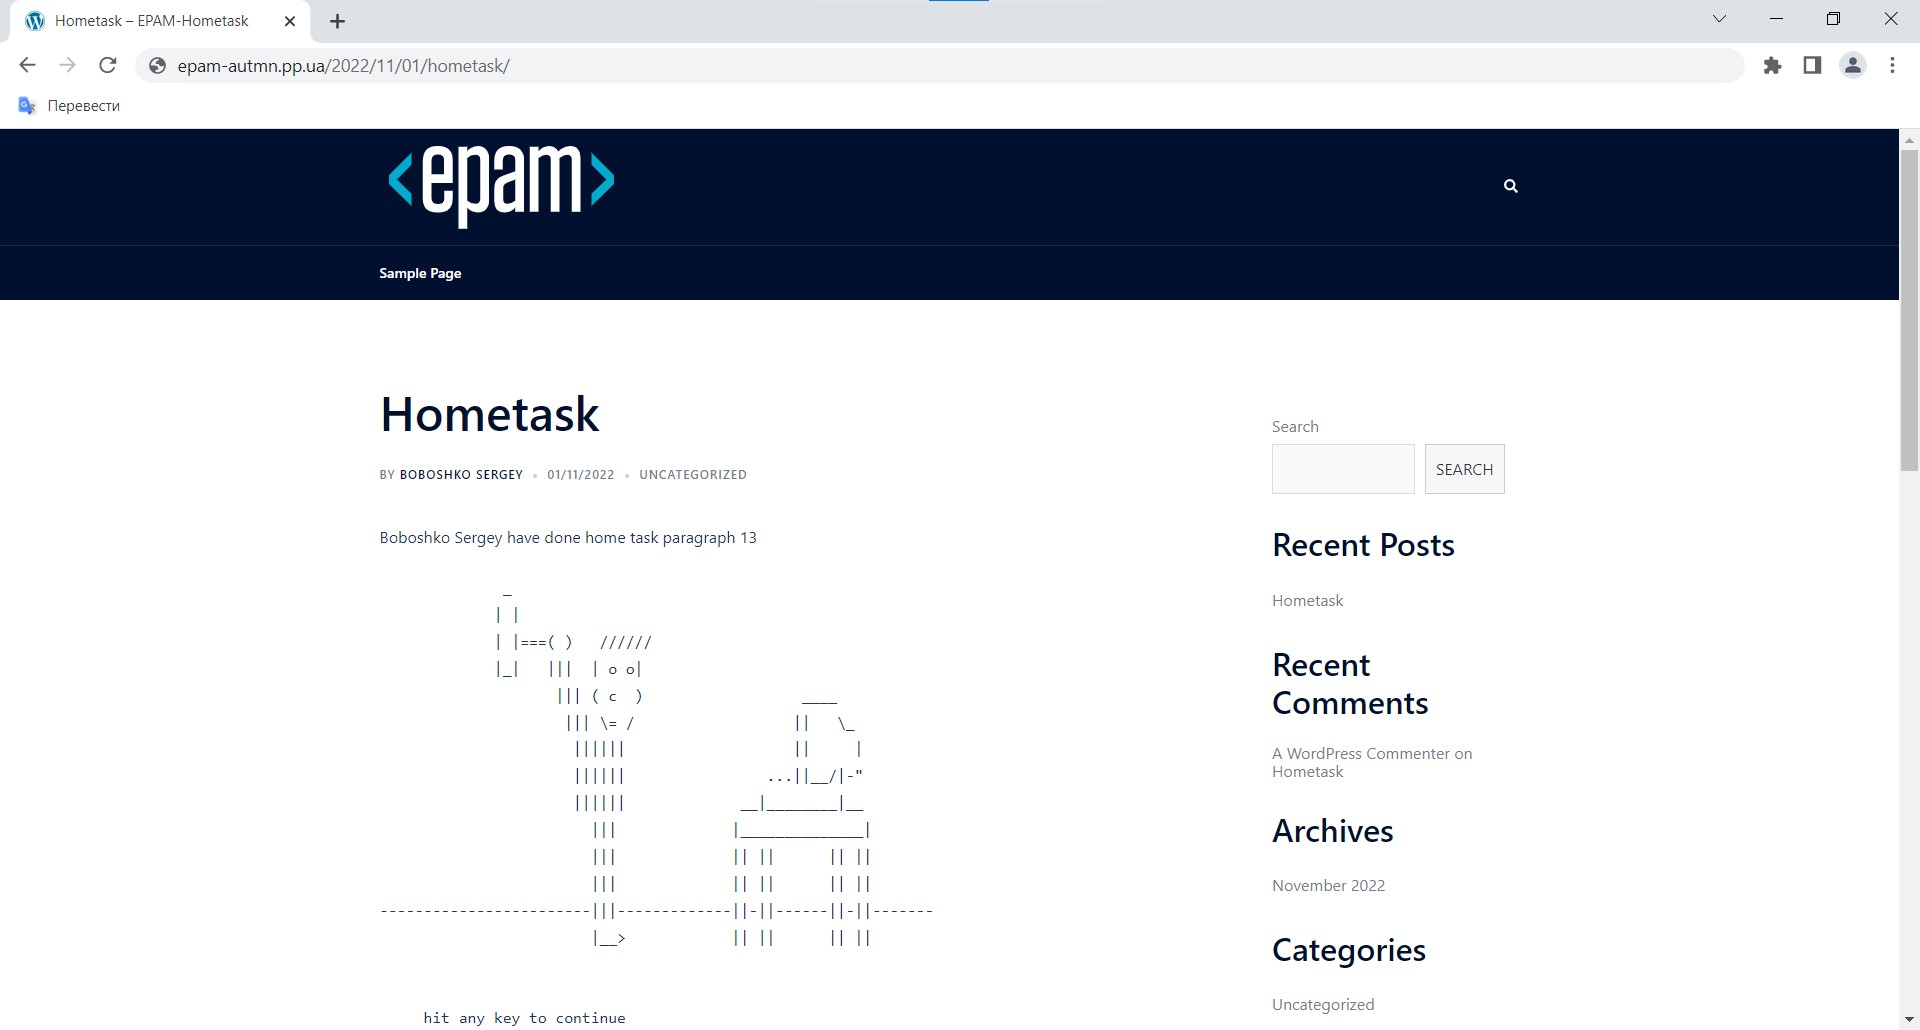 Hometask – EPAM-Hometask
epam-autmn.pp.ua/2022/11/01/hometask/
Перевести
<epam>
Sample Page
Hometask
BY BOBOSHKO SERGEY • 01/11/2022 • UNCATEGORIZED
Boboshko Sergey have done home task paragraph 13
             _
            | |
            | |===( )   //////
            |_|   |||  | o o|
                   ||| ( c  )                  ____
                    ||| \= /                  ||   \_
                     ||||||                   ||     |
                     ||||||                ...||__/|-"
                     ||||||             __|________|__
                       |||             |______________|
                       |||             || ||      || ||
                       |||             || ||      || ||
------------------------|||-------------||-||------||-||-------
                       |__>            || ||      || ||
hit any key to continue
Search
SEARCH
Recent Posts
Hometask
Recent
Comments
A WordPress Commenter on
Hometask
Archives
November 2022
Categories
Uncategorized